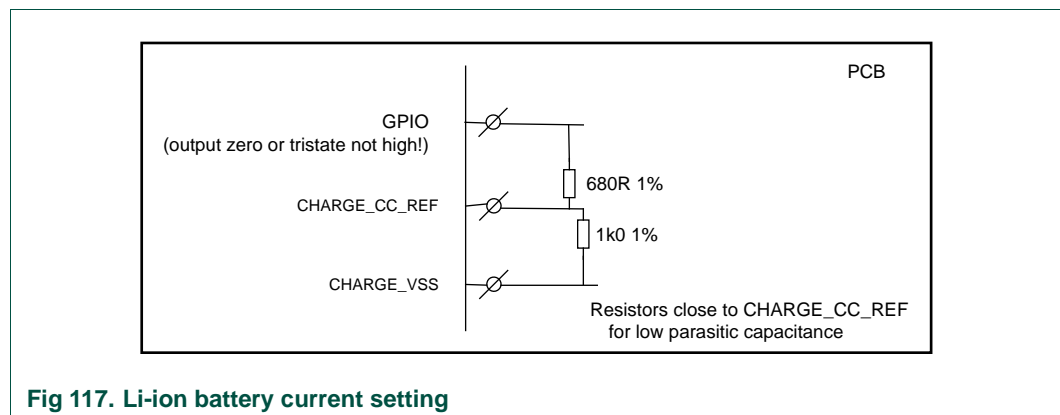 PCB
GPIO
(output zero or tristate not high!)
680R 1%
CHARGE_CC_REF
1k0 1%
CHARGE_VSS
Resistors close to CHARGE_CC_REF
for low parasitic capacitance
Fig 117. Li-ion battery current setting